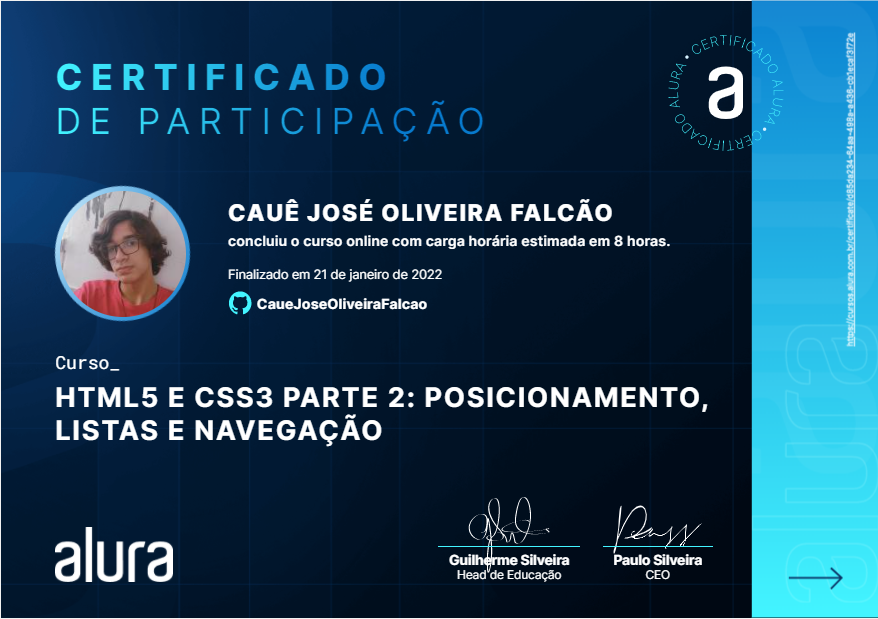 CERTIFICADO
DE PARTICIPAÇÃO
CERTIFICADO ALURA • CERTIFICADO ALURA •
a
CAUÊ JOSÉ OLIVEIRA FALCÃO
concluiu o curso online com carga horária estimada em 8 horas.
Finalizado em 21 de janeiro de 2022
CaueJoseOliveiraFalcao
Curso_
HTML5 E CSS3 PARTE 2: POSICIONAMENTO,
LISTAS E NAVEGAÇÃO
alura
Guilherme Silveira
Head de Educação
Paulo Silveira
CEO
alura